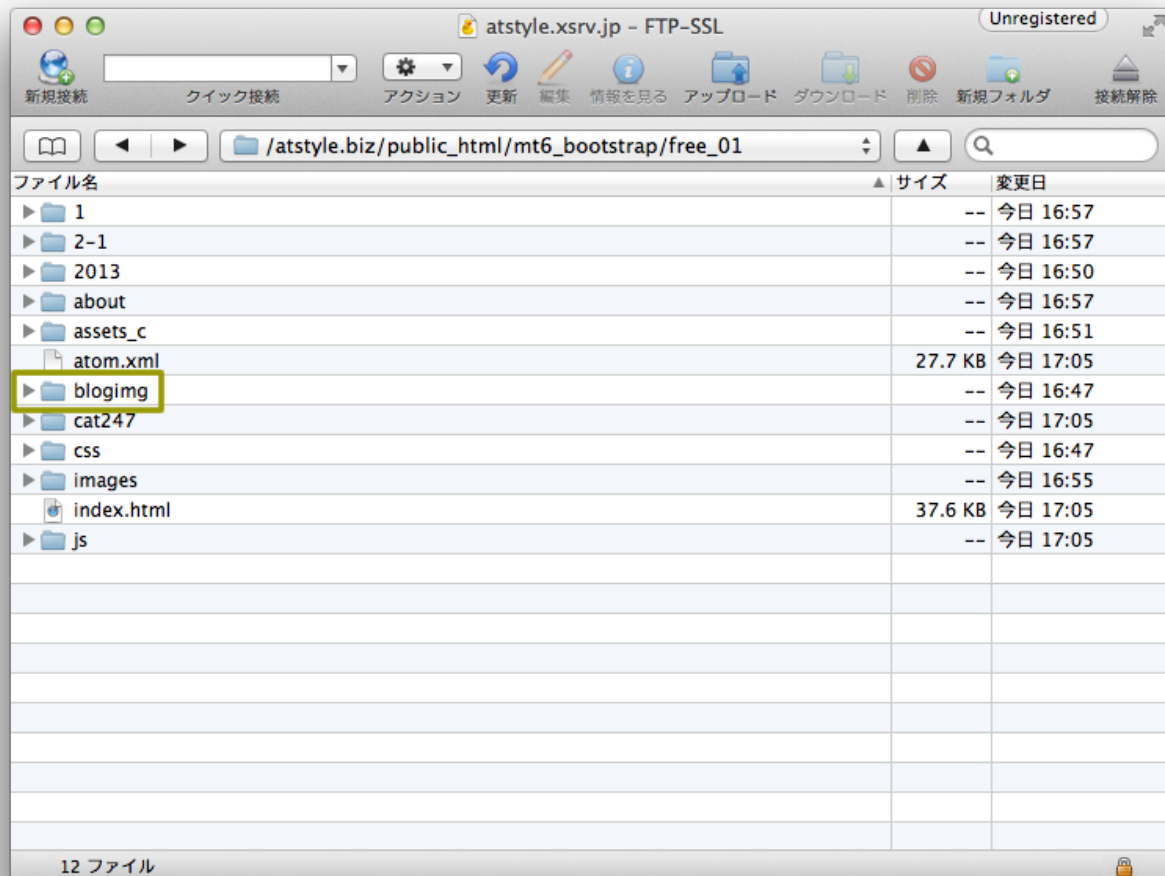 atstyle.xsrv.jp – FTP-SSL
Unregistered
新規接続 クイック接続 アクション 更新 編集 情報を見る アップロード ダウンロード 削除 新規フォルダ 接続解除
/atstyle.biz/public_html/mt6_bootstrap/free_01
ファイル名 サイズ 変更日
1 -- 今日 16:57
2-1 -- 今日 16:57
2013 -- 今日 16:50
about -- 今日 16:57
assets_c -- 今日 16:51
atom.xml 27.7 KB 今日 17:05
blogimg -- 今日 16:47
cat247 -- 今日 17:05
css -- 今日 16:47
images -- 今日 16:55
index.html 37.6 KB 今日 17:05
js -- 今日 17:05
12 ファイル